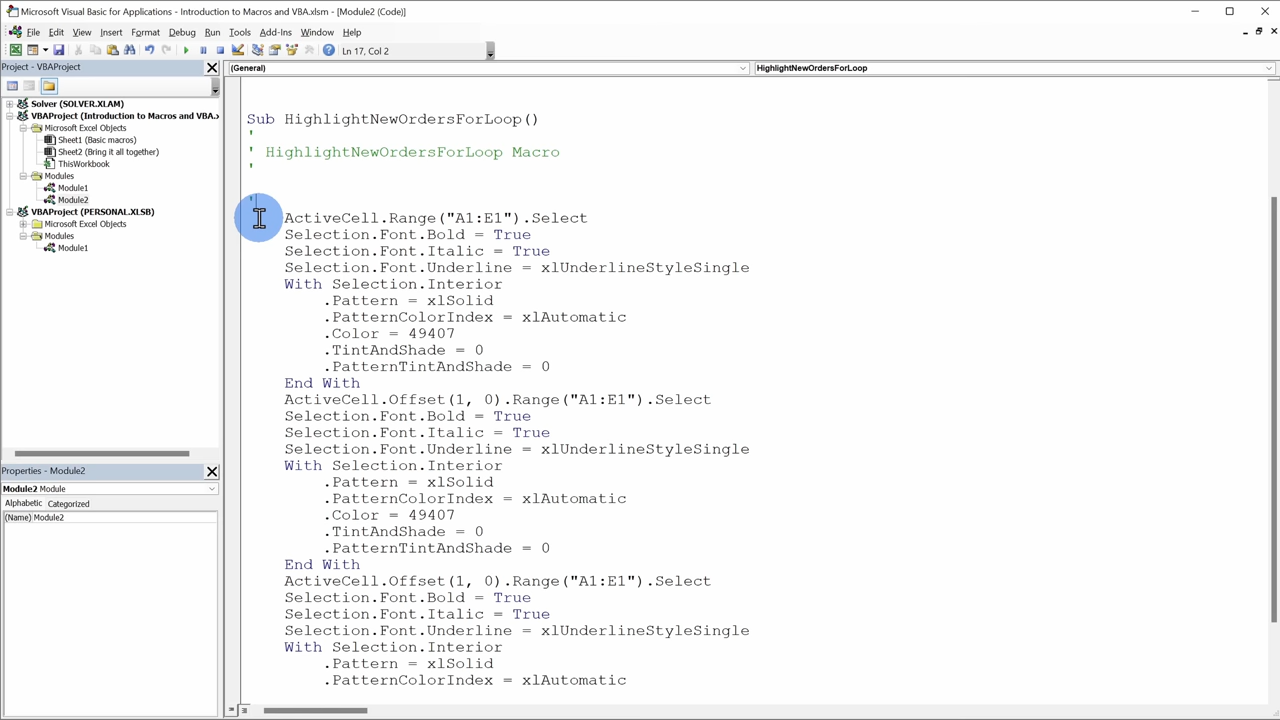 Microsoft Visual Basic for Applications - Introduction to Macros and VBA.xlsm - [Module2 (Code)]
File Edit View Insert Format Debug Run Tools Add-Ins Window Help
Ln 17, Col 2
Project - VBAProject
(General)
HighlightNewOrdersForLoop
Solver (SOLVER.XLAM)
VBAProject (Introduction to Macros and VBA.x
Microsoft Excel Objects
Sheet1 (Basic macros)
Sheet2 (Bring it all together)
ThisWorkbook
Modules
Module1
Module2
VBAProject (PERSONAL.XLSB)
Microsoft Excel Objects
Modules
Module1
Properties - Module2
Module2 Module
Alphabetic Categorized
(Name) Module2
Sub HighlightNewOrdersForLoop()
'
' HighlightNewOrdersForLoop Macro
'
'
ActiveCell.Range("A1:E1").Select
Selection.Font.Bold = True
Selection.Font.Italic = True
Selection.Font.Underline = xlUnderlineStyleSingle
With Selection.Interior
.Pattern = xlSolid
.PatternColorIndex = xlAutomatic
.Color = 49407
.TintAndShade = 0
.PatternTintAndShade = 0
End With
ActiveCell.Offset(1, 0).Range("A1:E1").Select
Selection.Font.Bold = True
Selection.Font.Italic = True
Selection.Font.Underline = xlUnderlineStyleSingle
With Selection.Interior
.Pattern = xlSolid
.PatternColorIndex = xlAutomatic
.Color = 49407
.TintAndShade = 0
.PatternTintAndShade = 0
End With
ActiveCell.Offset(1, 0).Range("A1:E1").Select
Selection.Font.Bold = True
Selection.Font.Italic = True
Selection.Font.Underline = xlUnderlineStyleSingle
With Selection.Interior
.Pattern = xlSolid
.PatternColorIndex = xlAutomatic